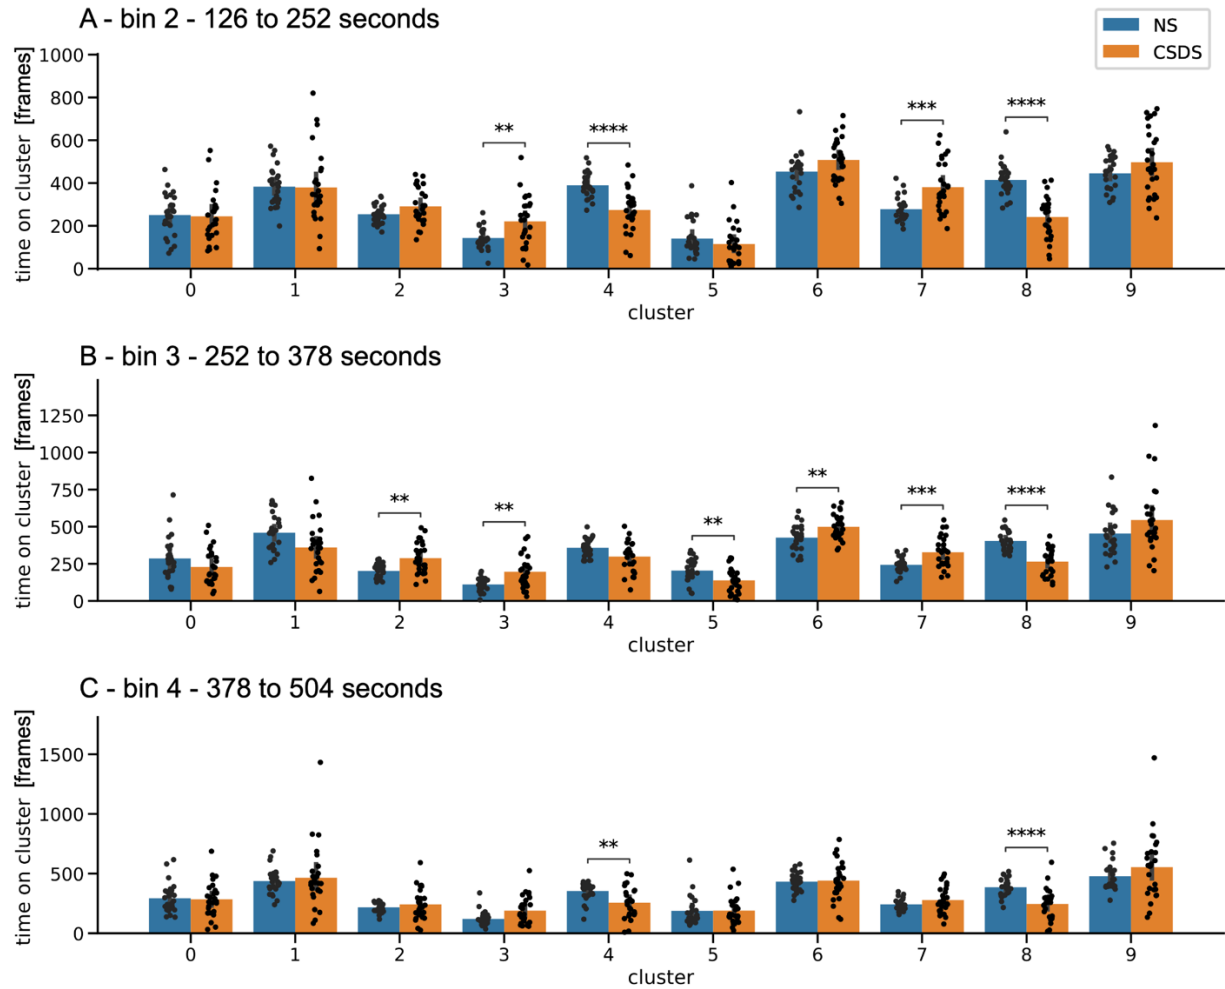 A - bin 2 - 126 to 252 seconds
NS
CSDS
time on cluster [frames]
1000
800
600
400
200
0
** **** *** ****
0 1 2 3 4 5 6 7 8 9
cluster
B - bin 3 - 252 to 378 seconds
time on cluster [frames]
1250
1000
750
500
250
0
** ** ** ** *** ****
0 1 2 3 4 5 6 7 8 9
cluster
C - bin 4 - 378 to 504 seconds
time on cluster [frames]
1500
1000
500
0
** ****
0 1 2 3 4 5 6 7 8 9
cluster